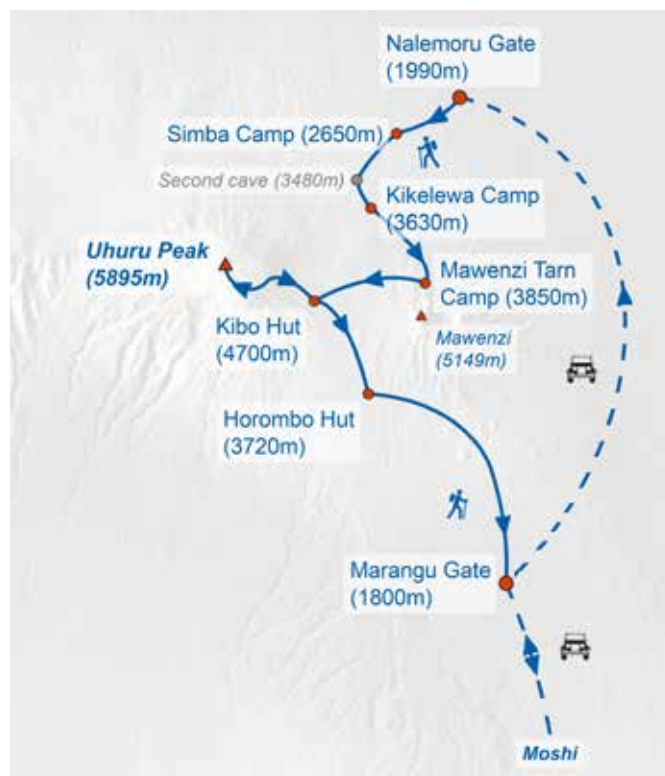 Nalemoru Gate
(1990m)
Simba Camp (2650m)
Second cave (3480m)
Kikelewa Camp
(3630m)
Uhuru Peak
(5895m)
Mawenzi Tarn
Camp (3850m)
Kibo Hut
(4700m)
Mawenzi
(5149m)
Horombo Hut
(3720m)
Marangu Gate
(1800m)
Moshi